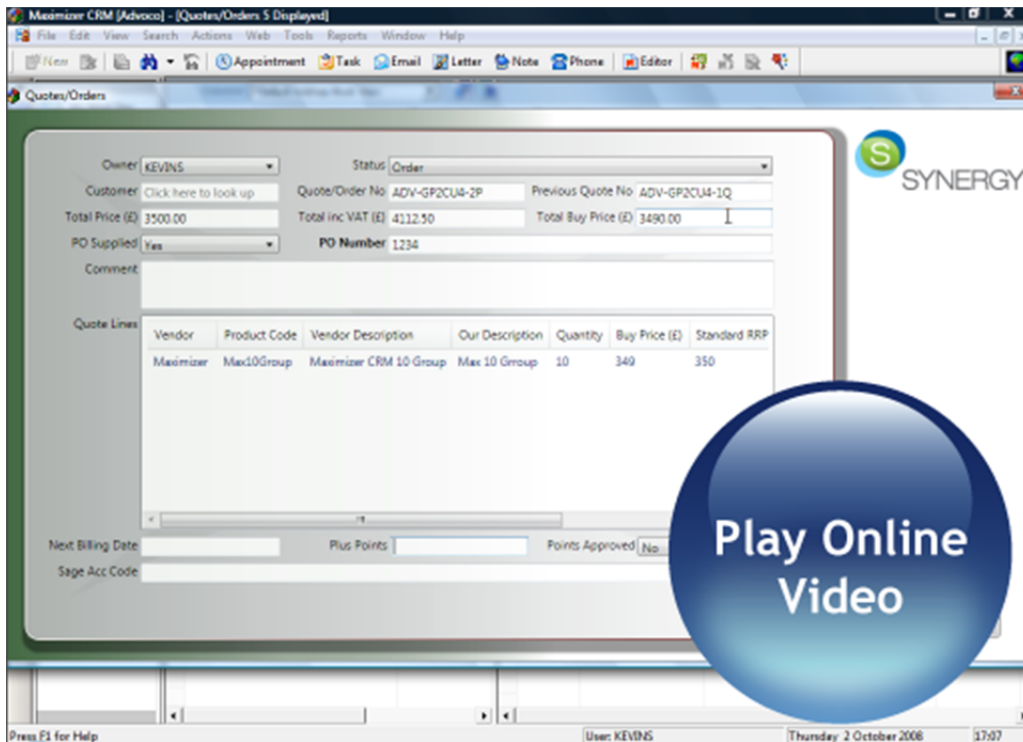 Maximizer CRM [Advoco] - [Quotes/Orders 5 Displayed]
File Edit View Search Actions Web Tools Reports Window Help
New Appointment Task Email Letter Note Phone Editor
Quotes/Orders
Owner KEVINS Status Order
Customer Click here to look up Quote/Order No ADV-GP2CU4-2P Previous Quote No ADV-GP2CU4-1Q
Total Price (£) 3500.00 Total inc VAT (£) 4112.50 Total Buy Price (£) 3490.00
PO Supplied Yes PO Number 1234
Comment
Quote Lines
Vendor Product Code Vendor Description Our Description Quantity Buy Price (£) Standard RRP
Maximizer Max10Group Maximizer CRM 10 Group Max 10 Grroup 10 349 350
Next Billing Date Plus Points Points Approved No
Sage Acc Code
S
SYNERGY
Play Online
Video
Press F1 for Help User: KEVINS Thursday 2 October 2008 17:07